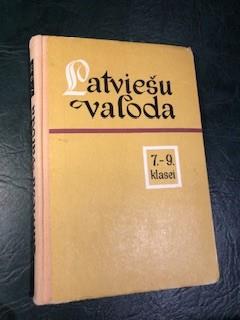 Latviešu
valoda
7.-9.
klasei